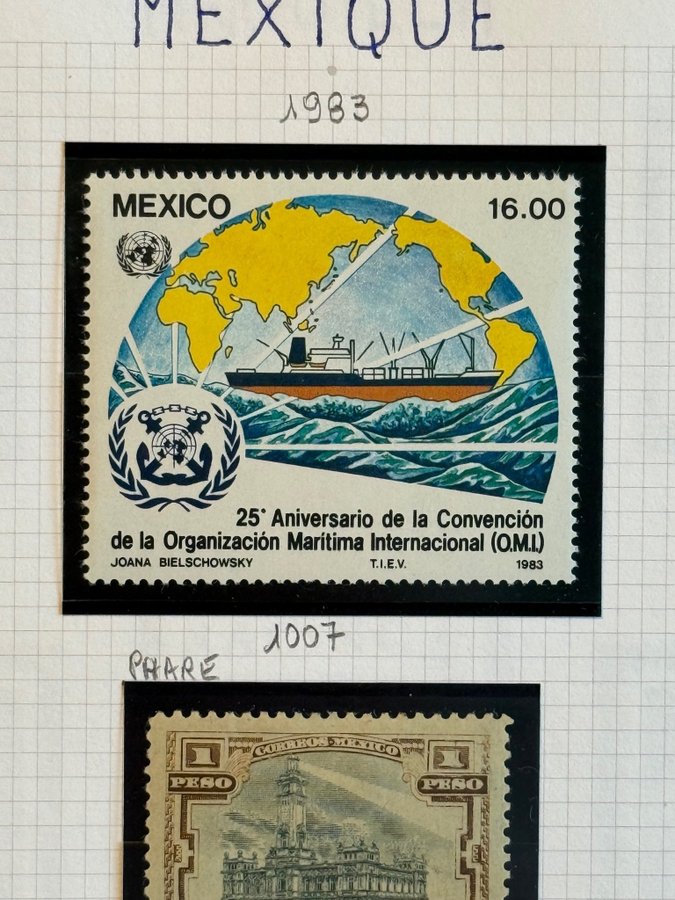 MEXIQUE
1983
MEXICO 16.00
25° Aniversario de la Convención
de la Organización Marítima Internacional (O.M.I.)
JOANA BIELSCHOWSKY T.I.E.V. 1983
1007
PHARE
1 CORREOS·MEXICO 1
PESO PESO